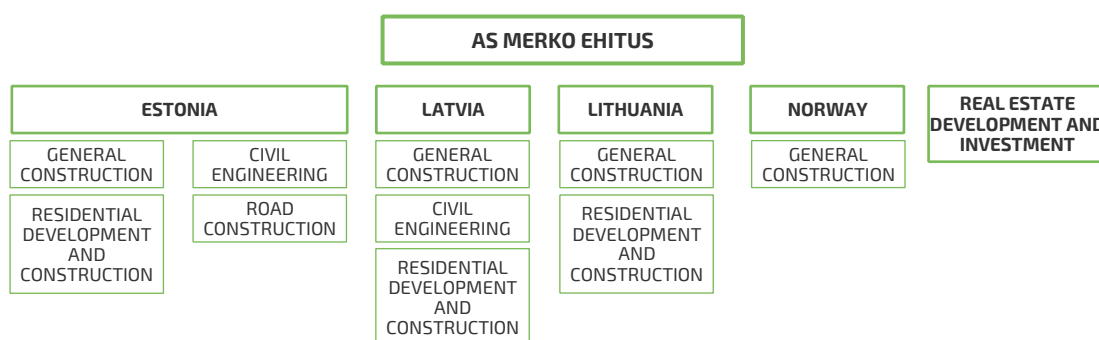 AS MERKO EHITUS
ESTONIA
GENERAL
CONSTRUCTION
RESIDENTIAL
DEVELOPMENT
AND
CONSTRUCTION
CIVIL
ENGINEERING
ROAD
CONSTRUCTION
LATVIA
GENERAL
CONSTRUCTION
CIVIL
ENGINEERING
RESIDENTIAL
DEVELOPMENT
AND
CONSTRUCTION
LITHUANIA
GENERAL
CONSTRUCTION
RESIDENTIAL
DEVELOPMENT
AND
CONSTRUCTION
NORWAY
GENERAL
CONSTRUCTION
REAL ESTATE
DEVELOPMENT AND
INVESTMENT